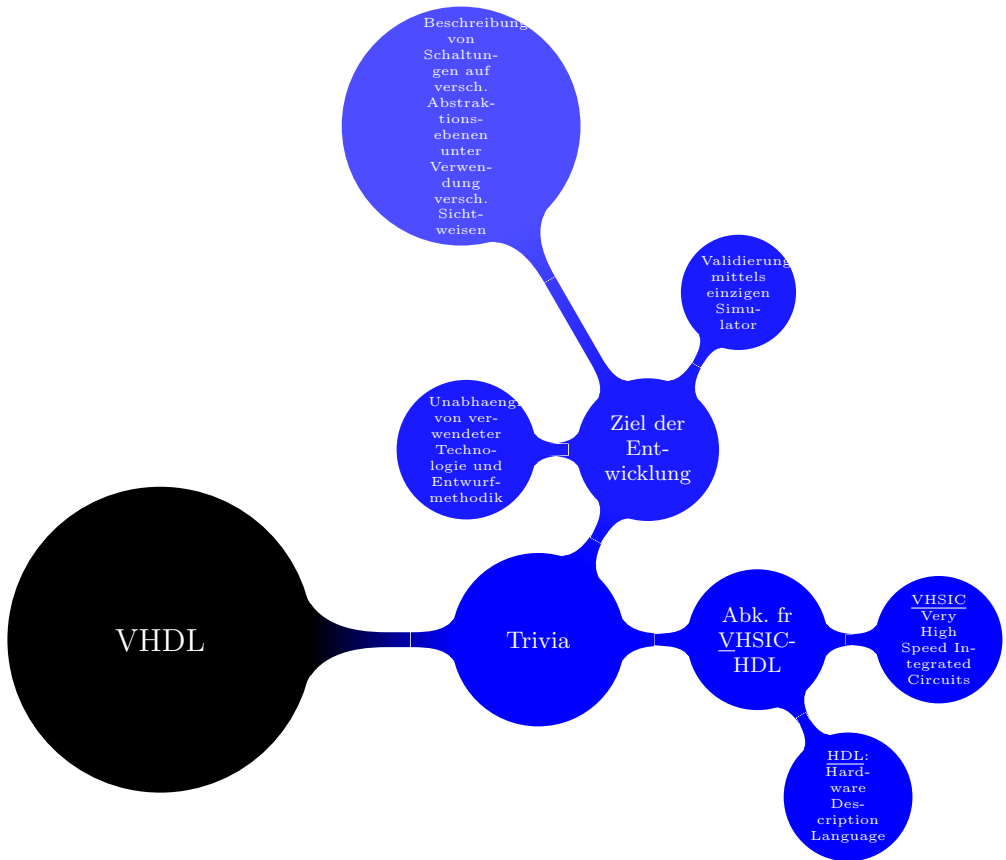 Beschreibung
von
Schaltun-
gen auf
versch.
Abstrak-
tions-
ebenen
unter
Verwen-
dung
versch.
Sicht-
weisen
Validierung
mittels
einzigen
Simu-
lator
Unabhaeng
von ver-
wendeter
Techno-
logie und
Entwurf-
methodik
Ziel der
Ent-
wicklung
VHDL
Trivia
Abk. fr
VHSIC-
HDL
VHSIC
Very
High
Speed In-
tegrated
Circuits
HDL:
Hard-
ware
Des-
cription
Language